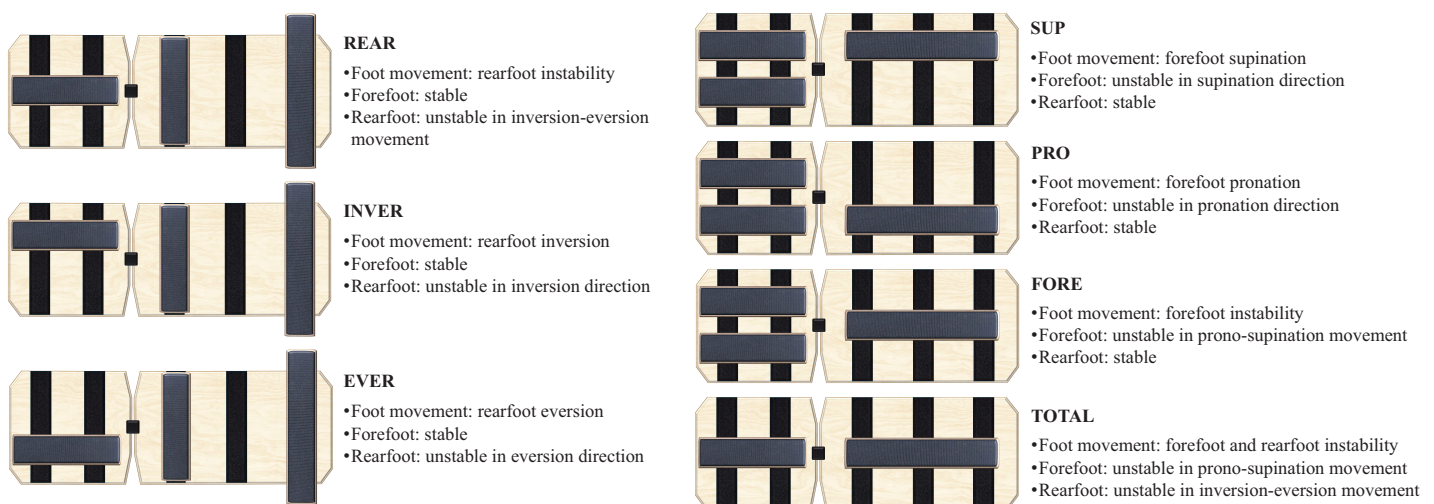 REAR
•Foot movement: rearfoot instability
•Forefoot: stable
•Rearfoot: unstable in inversion-eversion
movement
INVER
•Foot movement: rearfoot inversion
•Forefoot: stable
•Rearfoot: unstable in inversion direction
EVER
•Foot movement: rearfoot eversion
•Forefoot: stable
•Rearfoot: unstable in eversion direction
SUP
•Foot movement: forefoot supination
•Forefoot: unstable in supination direction
•Rearfoot: stable
PRO
•Foot movement: forefoot pronation
•Forefoot: unstable in pronation direction
•Rearfoot: stable
FORE
•Foot movement: forefoot instability
•Forefoot: unstable in prono-supination movement
•Rearfoot: stable
TOTAL
•Foot movement: forefoot and rearfoot instability
•Forefoot: unstable in prono-supination movement
•Rearfoot: unstable in inversion-eversion movement